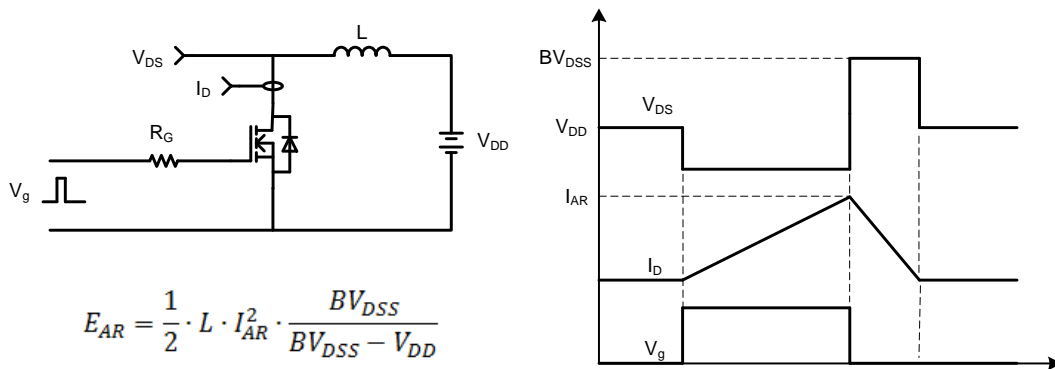 V_DS
L
I_D
R_G
V_DD
V_g
E_AR = 1/2 · L · I_AR^2 · BV_DSS / (BV_DSS − V_DD)
BV_DSS
V_DS
V_DD
I_AR
I_D
V_g